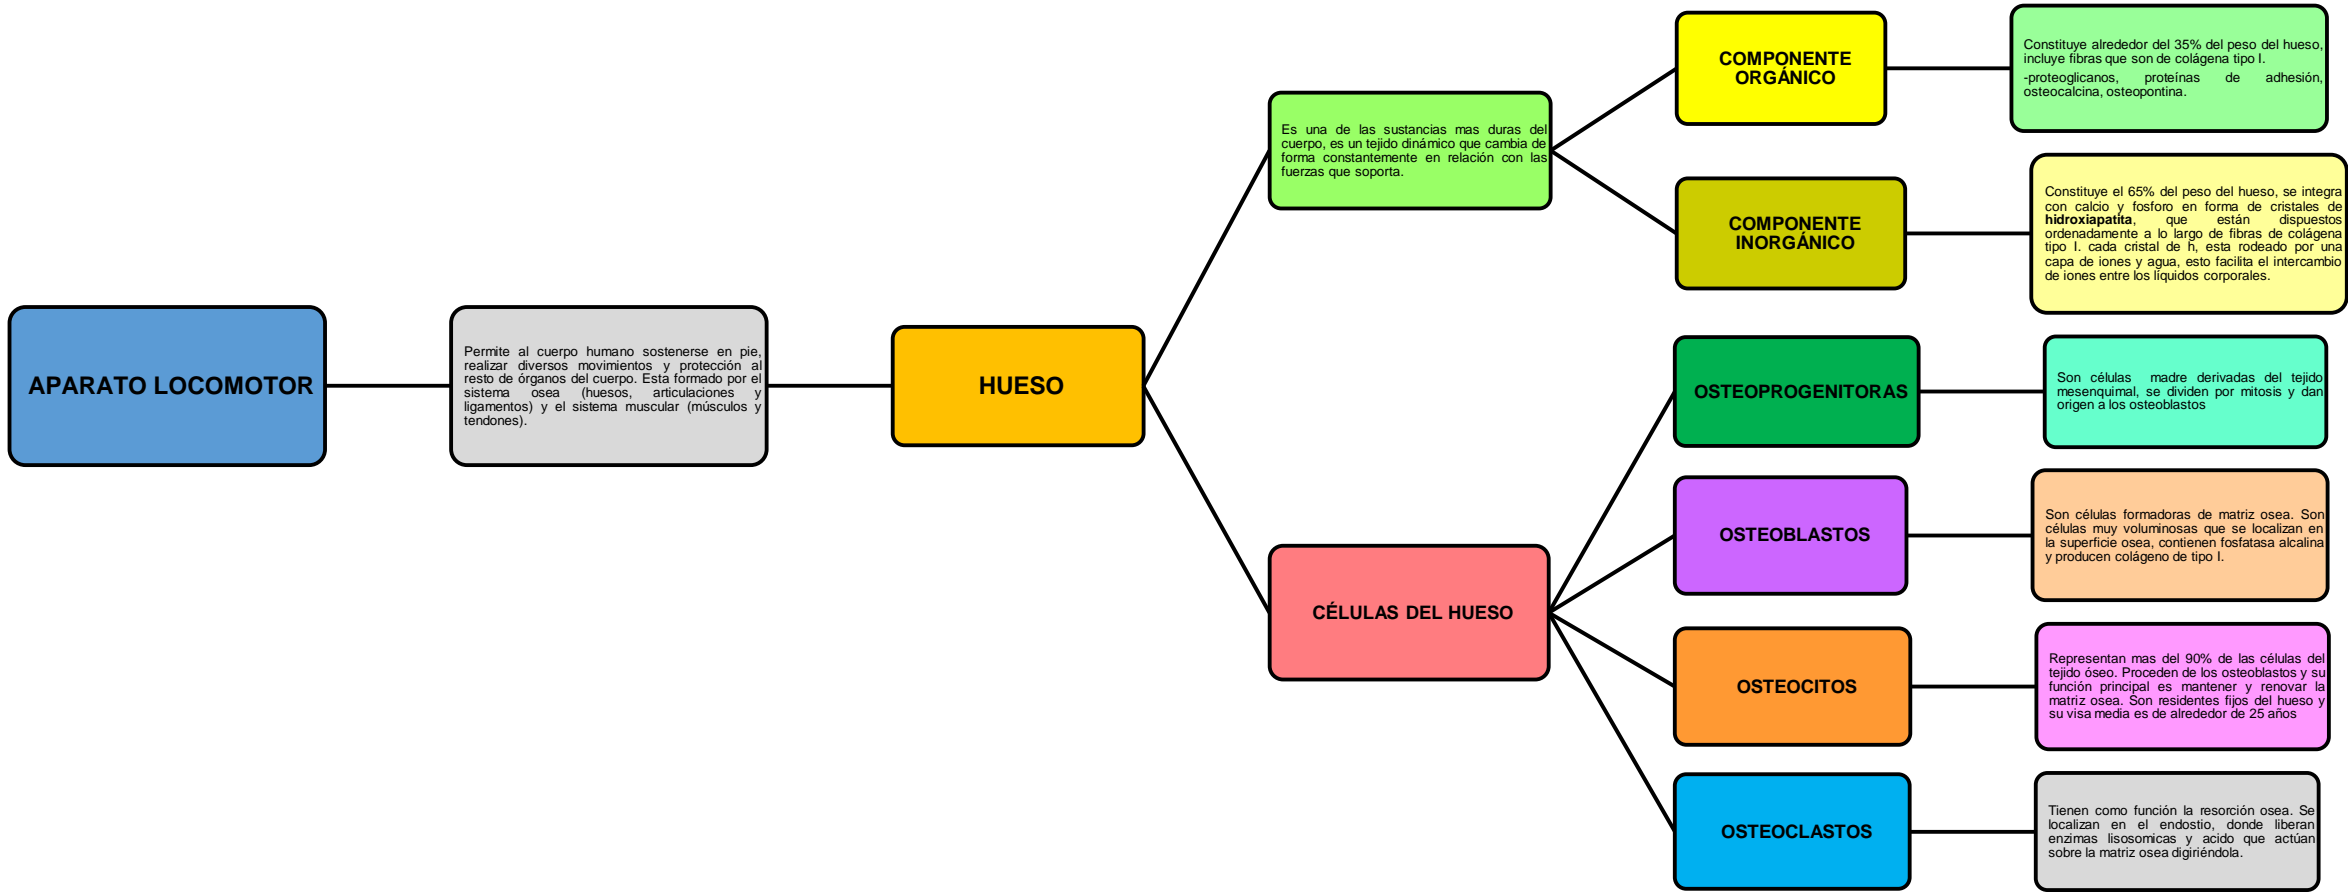 APARATO LOCOMOTOR
Permite al cuerpo humano sostenerse en pie,
realizar diversos movimientos y protección al
resto de órganos del cuerpo. Esta formado por el
sistema osea (huesos, articulaciones y
ligamentos) y el sistema muscular (músculos y
tendones).
HUESO
Es una de las sustancias mas duras del
cuerpo, es un tejido dinámico que cambia de
forma constantemente en relación con las
fuerzas que soporta.
COMPONENTE
ORGÁNICO
Constituye alrededor del 35% del peso del hueso,
incluye fibras que son de colágena tipo I.
-proteoglicanos, proteínas de adhesión,
osteocalcina, osteopontina.
COMPONENTE
INORGÁNICO
Constituye el 65% del peso del hueso, se integra
con calcio y fosforo en forma de cristales de
hidroxiapatita, que están dispuestos
ordenadamente a lo largo de fibras de colágena
tipo I. cada cristal de h, esta rodeado por una
capa de iones y agua, esto facilita el intercambio
de iones entre los líquidos corporales.
CÉLULAS DEL HUESO
OSTEOPROGENITORAS
Son células madre derivadas del tejido
mesenquimal, se dividen por mitosis y dan
origen a los osteoblastos
OSTEOBLASTOS
Son células formadoras de matriz osea. Son
células muy voluminosas que se localizan en
la superficie osea, contienen fosfatasa alcalina
y producen colágeno de tipo I.
OSTEOCITOS
Representan mas del 90% de las células del
tejido óseo. Proceden de los osteoblastos y su
función principal es mantener y renovar la
matriz osea. Son residentes fijos del hueso y
su visa media es de alrededor de 25 años
OSTEOCLASTOS
Tienen como función la resorción osea. Se
localizan en el endostio, donde liberan
enzimas lisosomicas y acido que actúan
sobre la matriz osea digiriéndola.